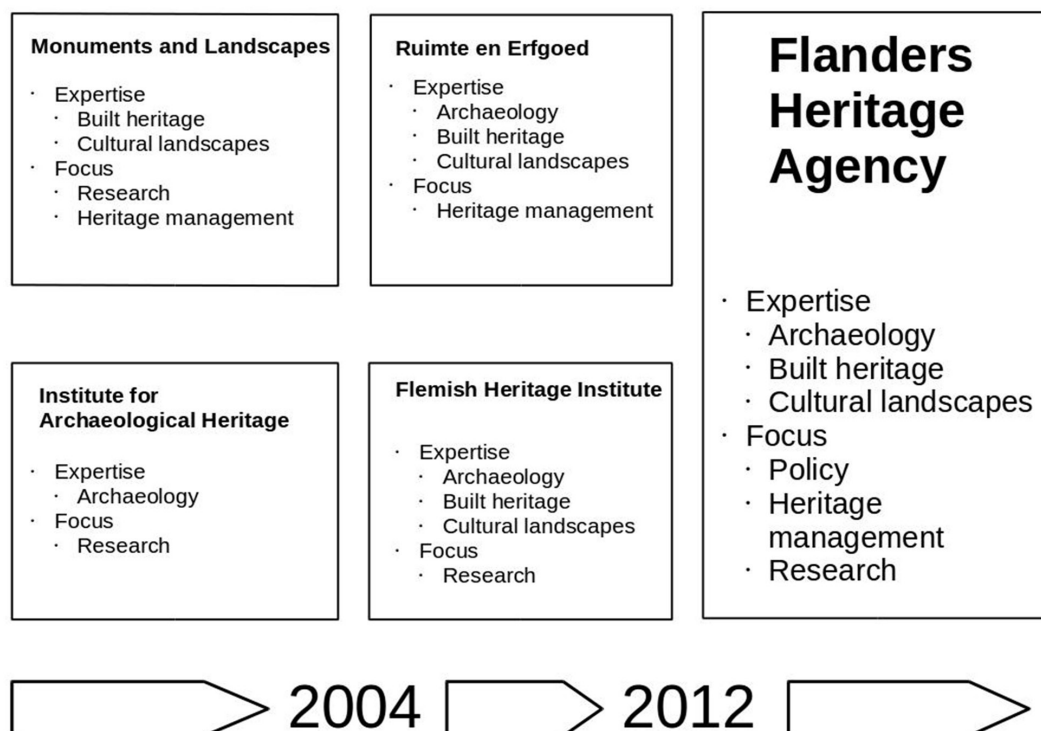 Monuments and Landscapes
· Expertise
· Built heritage
· Cultural landscapes
· Focus
· Research
· Heritage management
Ruimte en Erfgoed
· Expertise
· Archaeology
· Built heritage
· Cultural landscapes
· Focus
· Heritage management
Flanders
Heritage
Agency
· Expertise
· Archaeology
· Built heritage
· Cultural landscapes
· Focus
· Policy
· Heritage
management
· Research
Institute for
Archaeological Heritage
· Expertise
· Archaeology
· Focus
· Research
Flemish Heritage Institute
· Expertise
· Archaeology
· Built heritage
· Cultural landscapes
· Focus
· Research
2004
2012